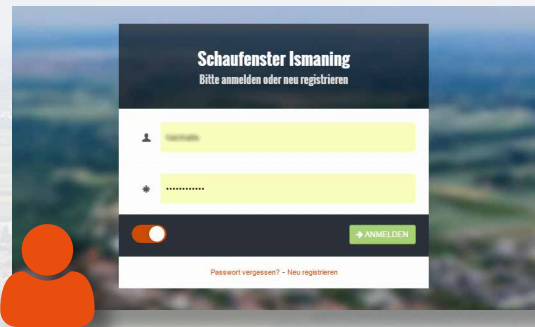 Schaufenster Ismaning
Bitte anmelden oder neu registrieren
••••••••••••
ANMELDEN
Passwort vergessen? - Neu registrieren